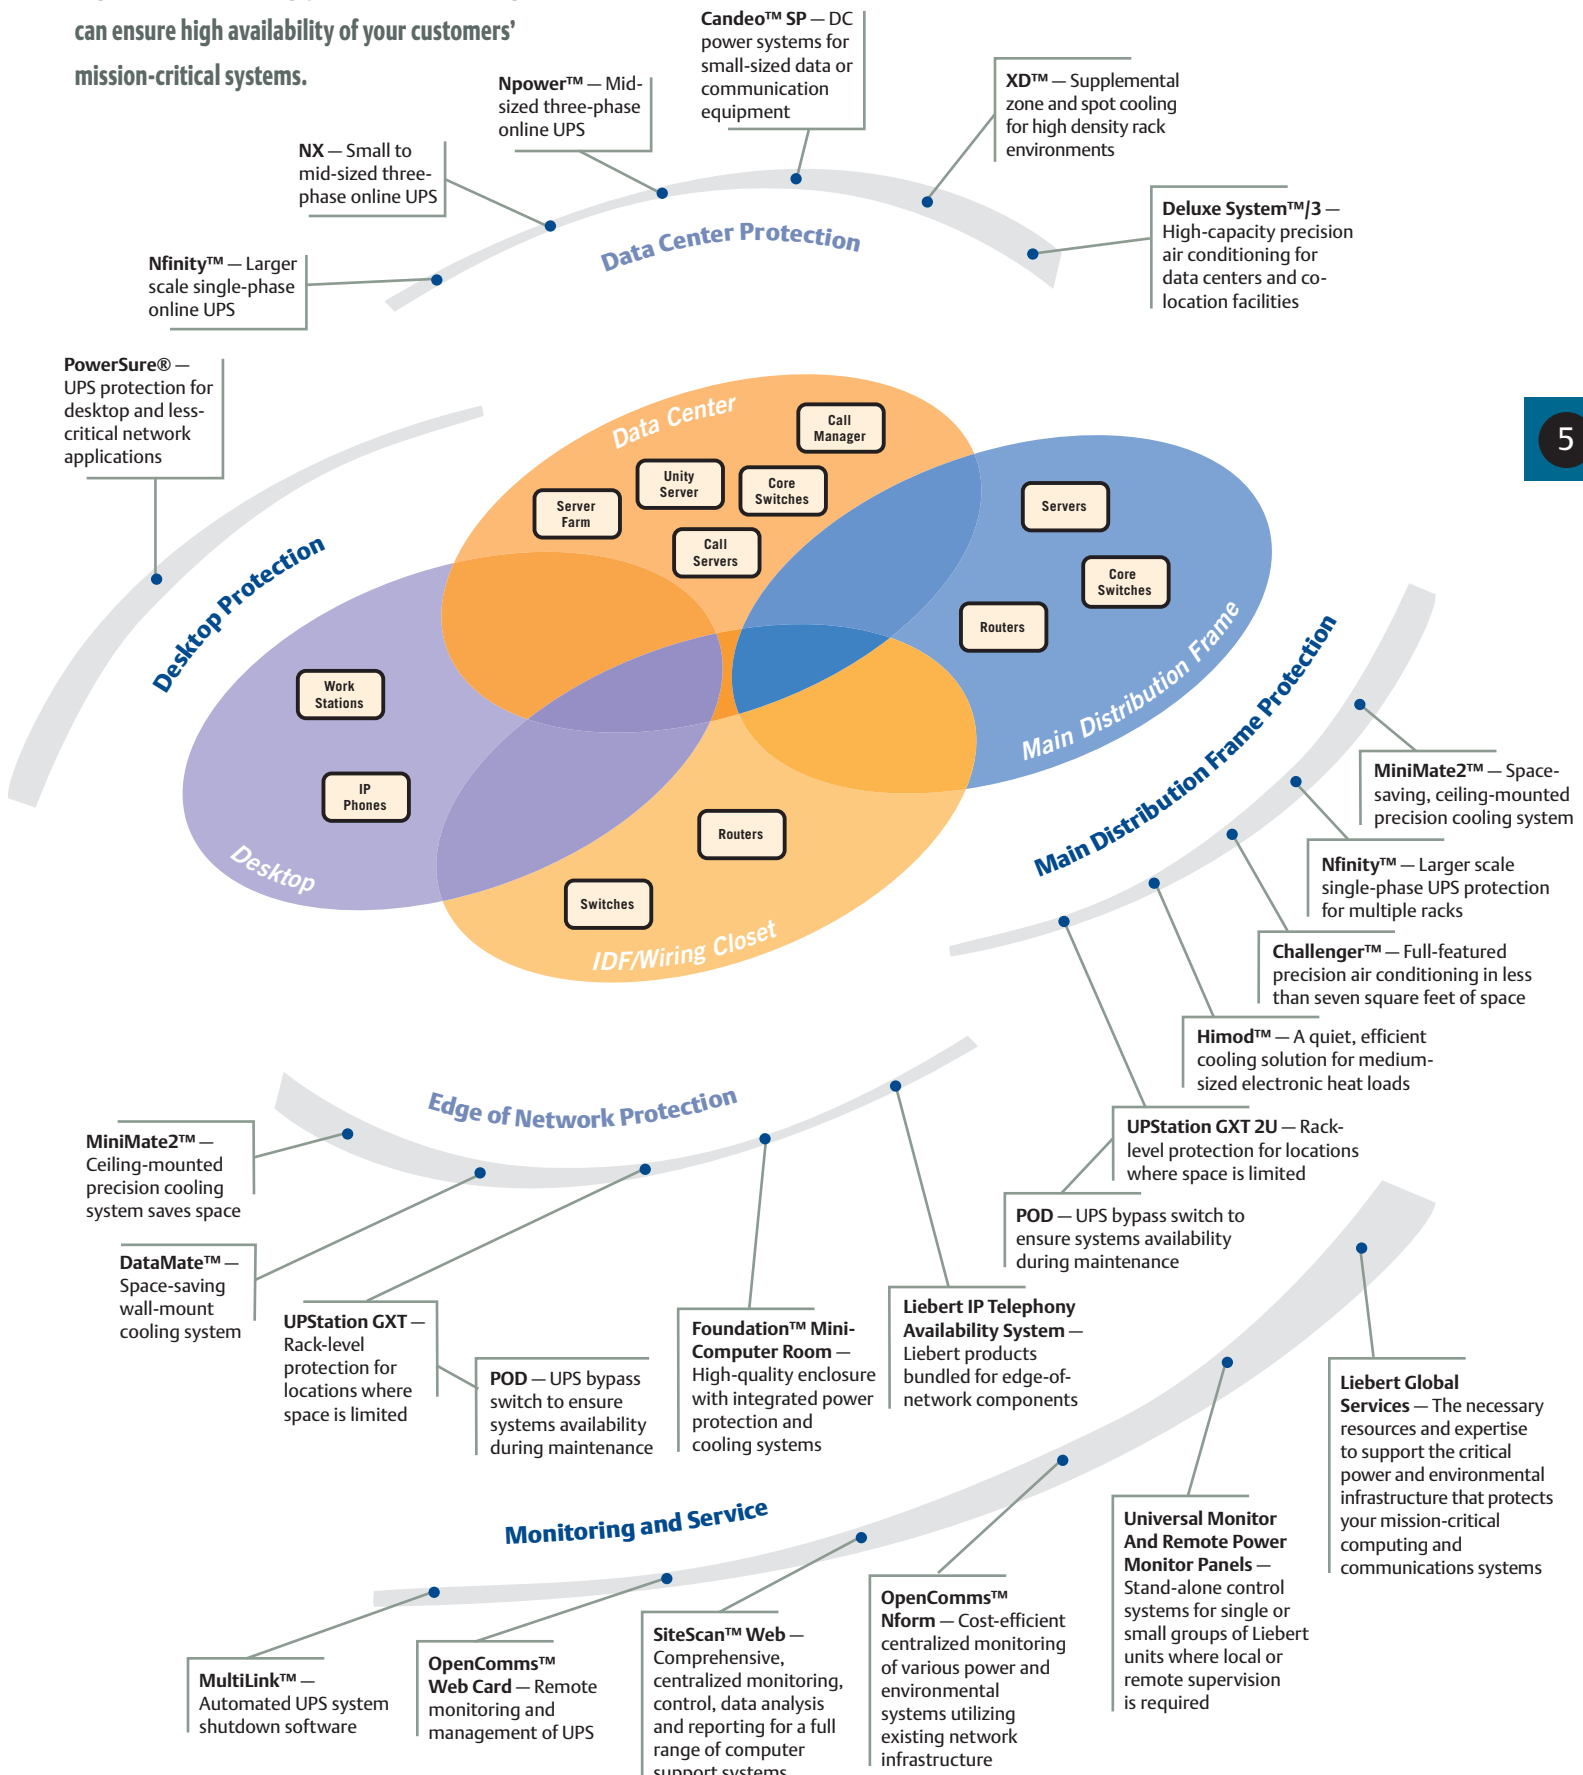 can ensure high availability of your customers’
mission-critical systems.
Candeo™ SP — DC
power systems for
small-sized data or
communication
equipment
Npower™ — Mid-
sized three-phase
online UPS
XD™ — Supplemental
zone and spot cooling
for high density rack
environments
NX — Small to
mid-sized three-
phase online UPS
Deluxe System™/3 —
High-capacity precision
air conditioning for
data centers and co-
location facilities
Nfinity™ — Larger
scale single-phase
online UPS
Data Center Protection
PowerSure® —
UPS protection for
desktop and less-
critical network
applications
5
Desktop Protection
Data Center
Call
Manager
Unity
Server
Core
Switches
Server
Farm
Call
Servers
Servers
Core
Switches
Routers
Main Distribution Frame
Work
Stations
IP
Phones
Desktop
Routers
Switches
IDF/Wiring Closet
Main Distribution Frame Protection
MiniMate2™ — Space-
saving, ceiling-mounted
precision cooling system
Nfinity™ — Larger scale
single-phase UPS protection
for multiple racks
Challenger™ — Full-featured
precision air conditioning in less
than seven square feet of space
Himod™ — A quiet, efficient
cooling solution for medium-
sized electronic heat loads
UPStation GXT 2U — Rack-
level protection for locations
where space is limited
POD — UPS bypass switch to
ensure systems availability
during maintenance
Edge of Network Protection
MiniMate2™ —
Ceiling-mounted
precision cooling
system saves space
DataMate™ —
Space-saving
wall-mount
cooling system
UPStation GXT —
Rack-level
protection for
locations where
space is limited
POD — UPS bypass
switch to ensure
systems availability
during maintenance
Foundation™ Mini-
Computer Room —
High-quality enclosure
with integrated power
protection and
cooling systems
Liebert IP Telephony
Availability System —
Liebert products
bundled for edge-of-
network components
Monitoring and Service
MultiLink™ —
Automated UPS system
shutdown software
OpenComms™
Web Card — Remote
monitoring and
management of UPS
SiteScan™ Web —
Comprehensive,
centralized monitoring,
control, data analysis
and reporting for a full
range of computer
support systems
OpenComms™
Nform — Cost-efficient
centralized monitoring
of various power and
environmental
systems utilizing
existing network
infrastructure
Universal Monitor
And Remote Power
Monitor Panels —
Stand-alone control
systems for single or
small groups of Liebert
units where local or
remote supervision
is required
Liebert Global
Services — The necessary
resources and expertise
to support the critical
power and environmental
infrastructure that protects
your mission-critical
computing and
communications systems